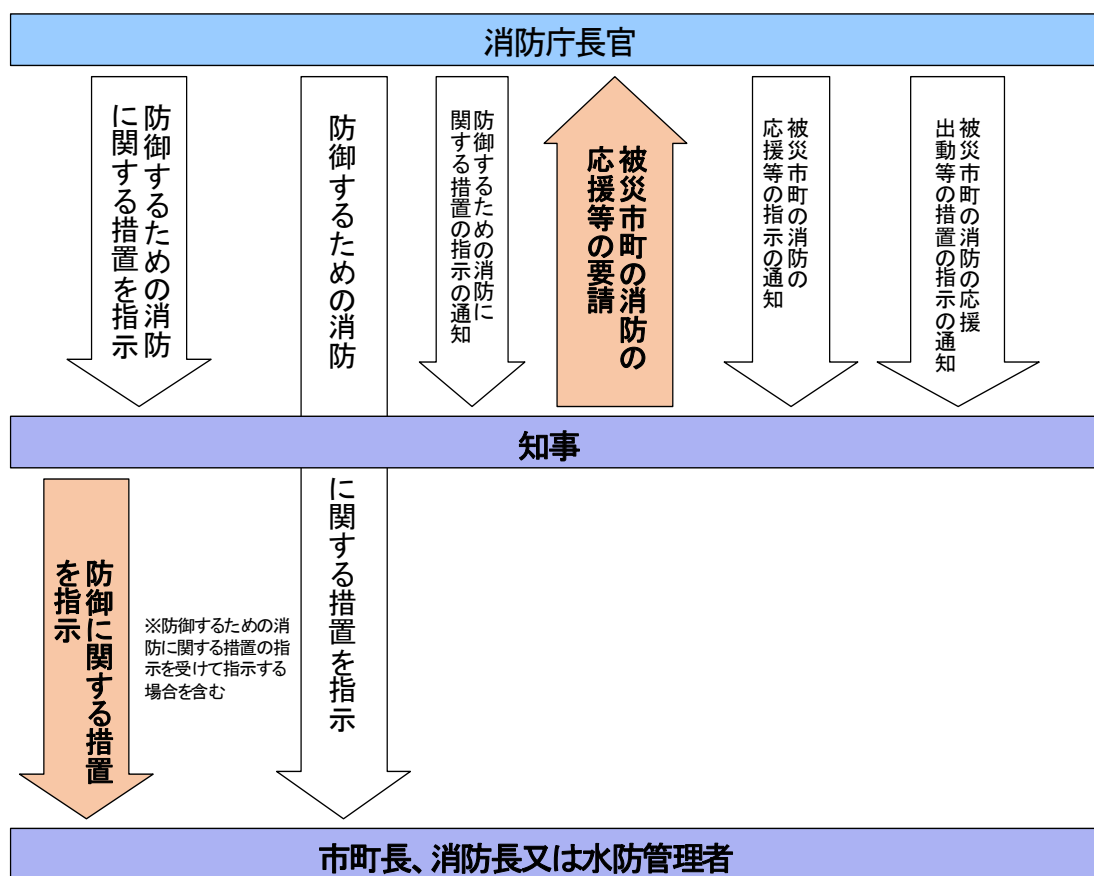 消防庁長官
防御するための消防
に関する措置を指示
防御するための消防
に関する措置を指示
防御するための消防に
関する措置の指示の通知
被災市町の消防の
応援等の要請
被災市町の消防の
応援等の指示の通知
被災市町の消防の応援
出動等の措置の指示の通知
知事
防御に関する措置
を指示
※防御するための消
防に関する措置の指
示を受けて指示する
場合を含む
市町長、消防長又は水防管理者